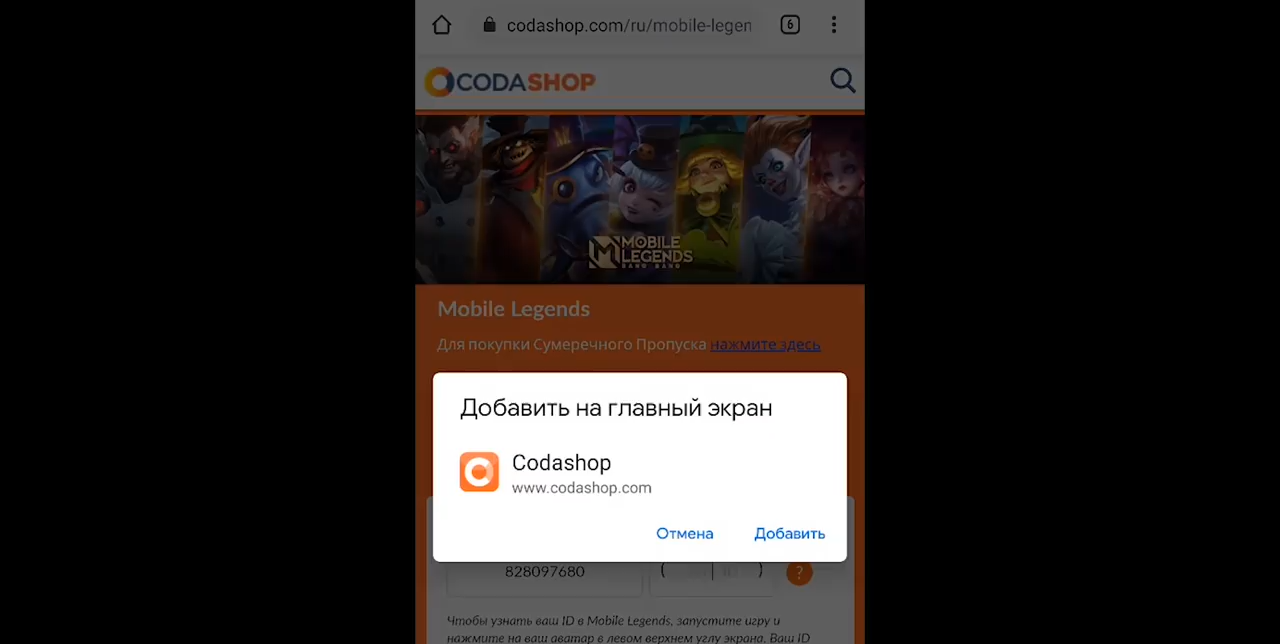 codashop.com/ru/mobile-legen
6
CODASHOP
MOBILE
LEGENDS
BANG BANG
Mobile Legends
Для покупки Сумеречного Пропуска нажмите здесь
Добавить на главный экран
Codashop
www.codashop.com
Отмена
Добавить
828097680
(
)
?
Чтобы узнать ваш ID в Mobile Legends, запустите игру и
нажмите на ваш аватар в левом верхнем углу экрана. Ваш ID